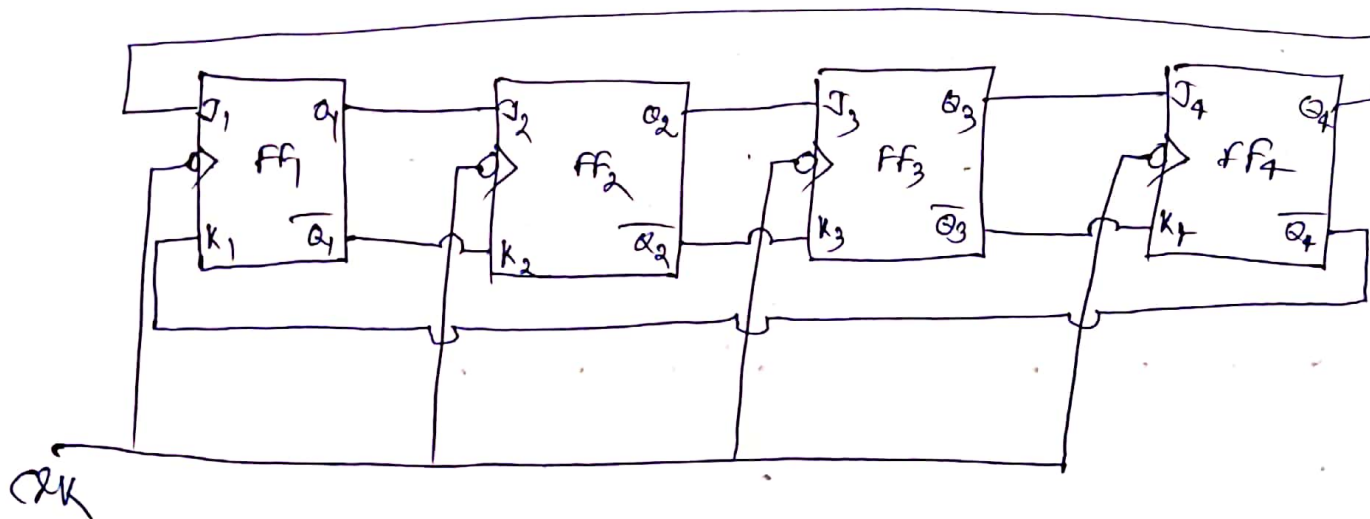 J₁ Q₁ J₂ Q₂ J₃ Q₃ J₄ Q₄
FF₁ FF₂ FF₃ FF₄
K₁ Q̅₁ K₂ Q̅₂ K₃ Q̅₃ K₄ Q̅₄
CLK